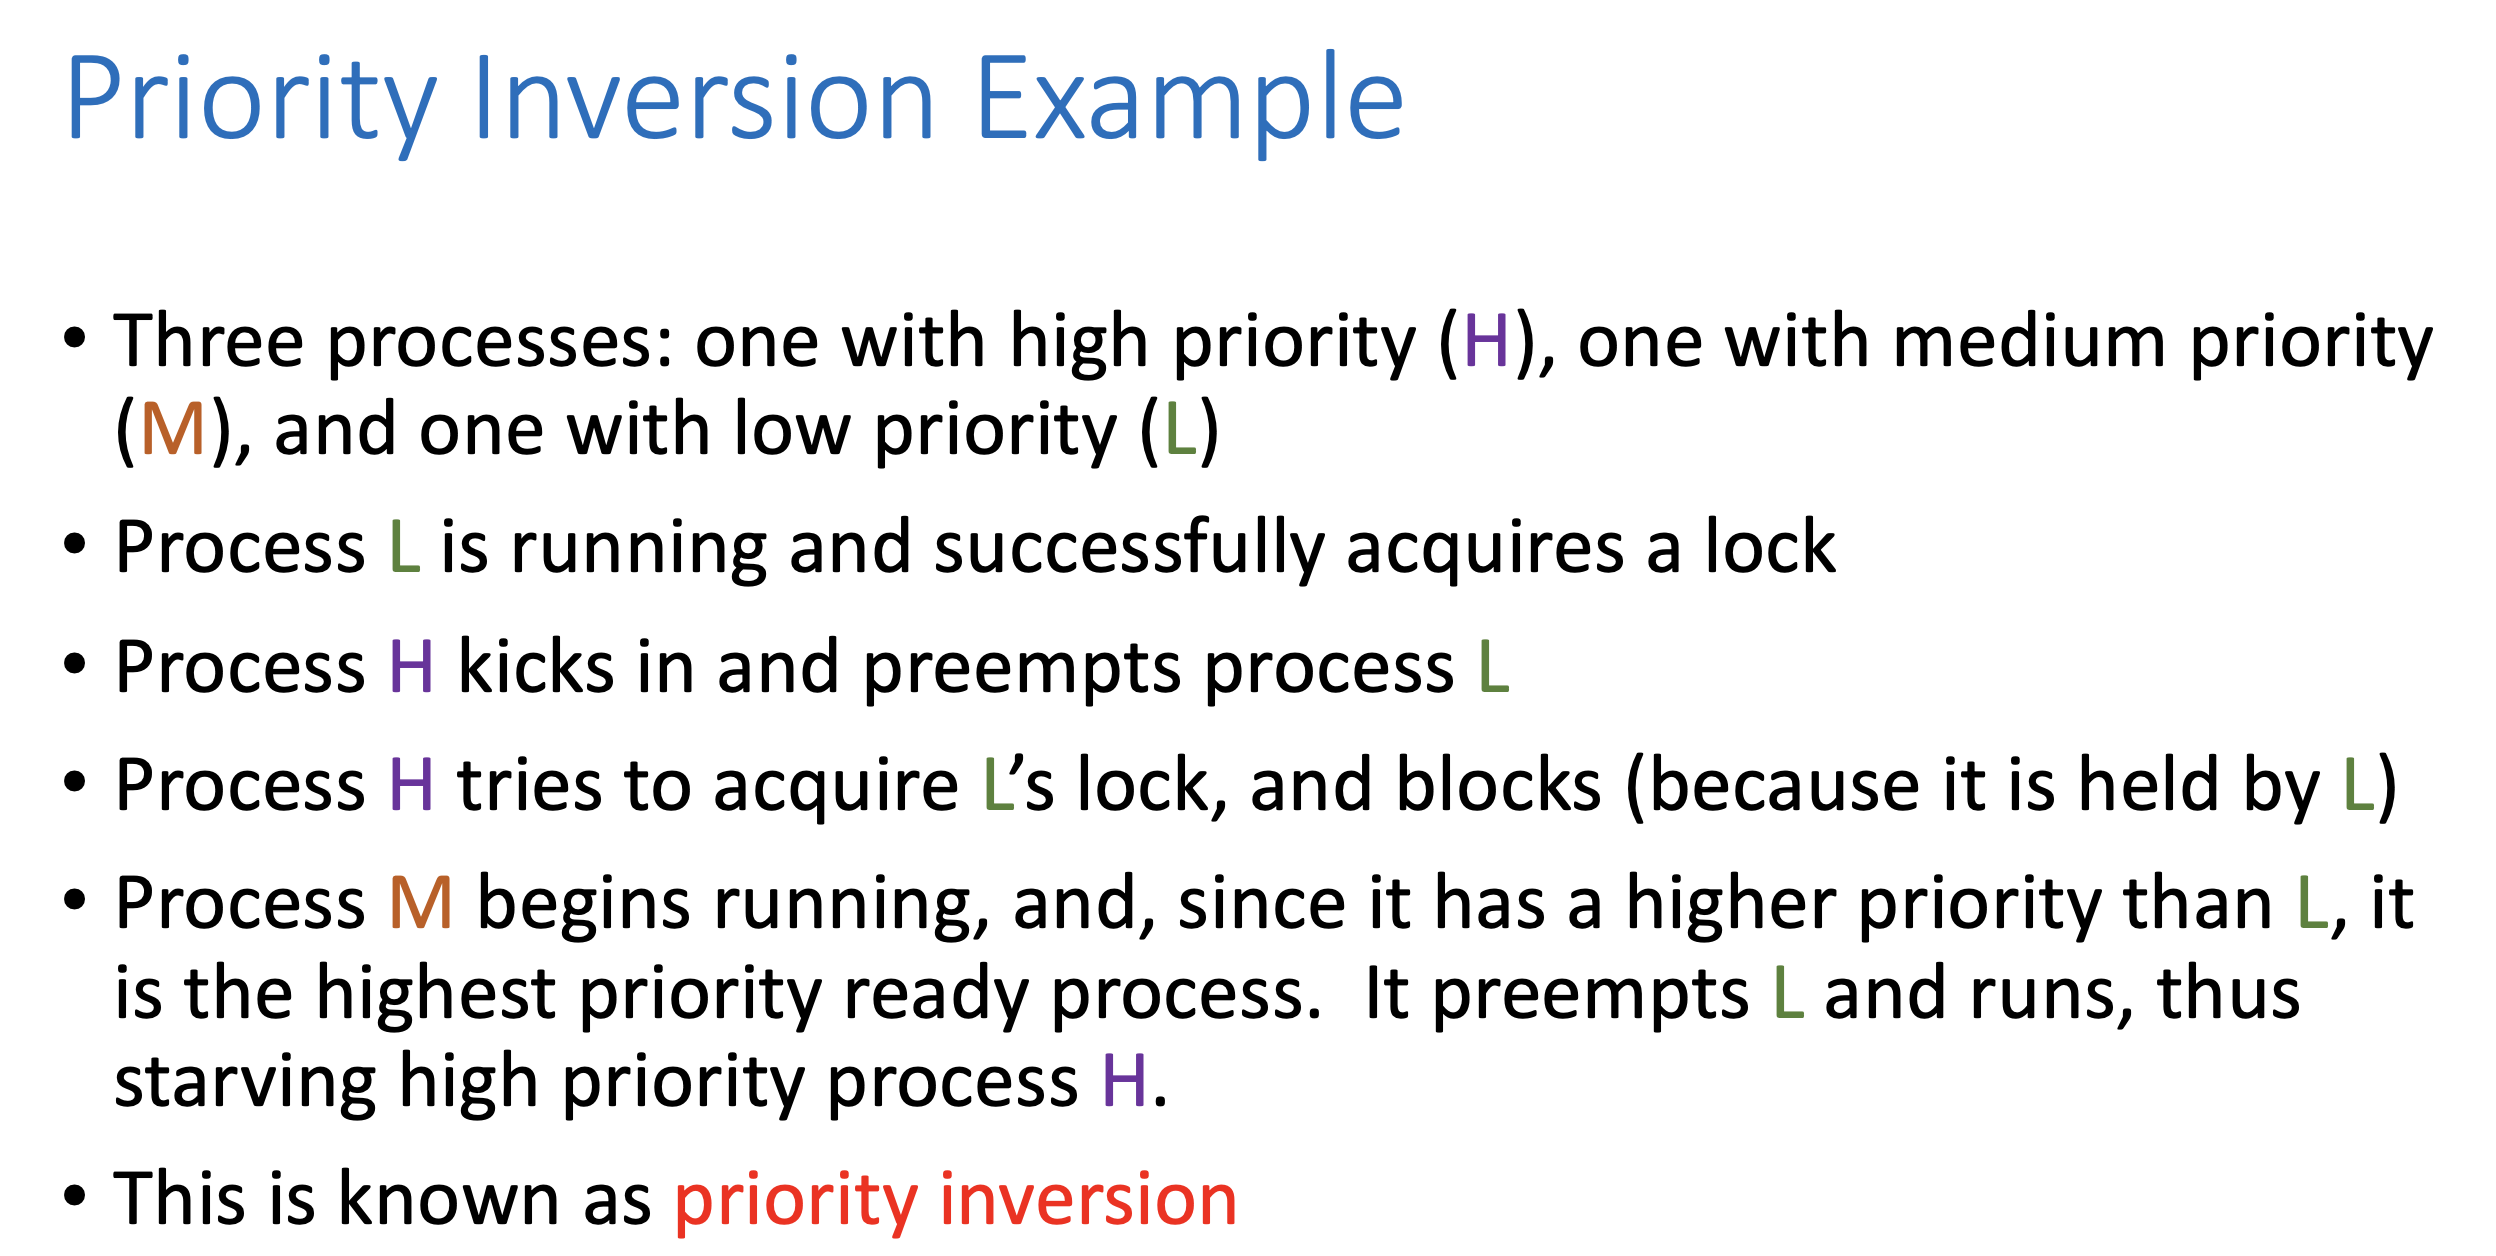 Priority Inversion Example
• Three processes: one with high priority (H), one with medium priority
(M), and one with low priority (L)
• Process L is running and successfully acquires a lock
• Process H kicks in and preempts process L
• Process H tries to acquire L’s lock, and blocks (because it is held by L)
• Process M begins running, and, since it has a higher priority than L, it
is the highest priority ready process. It preempts L and runs, thus
starving high priority process H.
• This is known as priority inversion